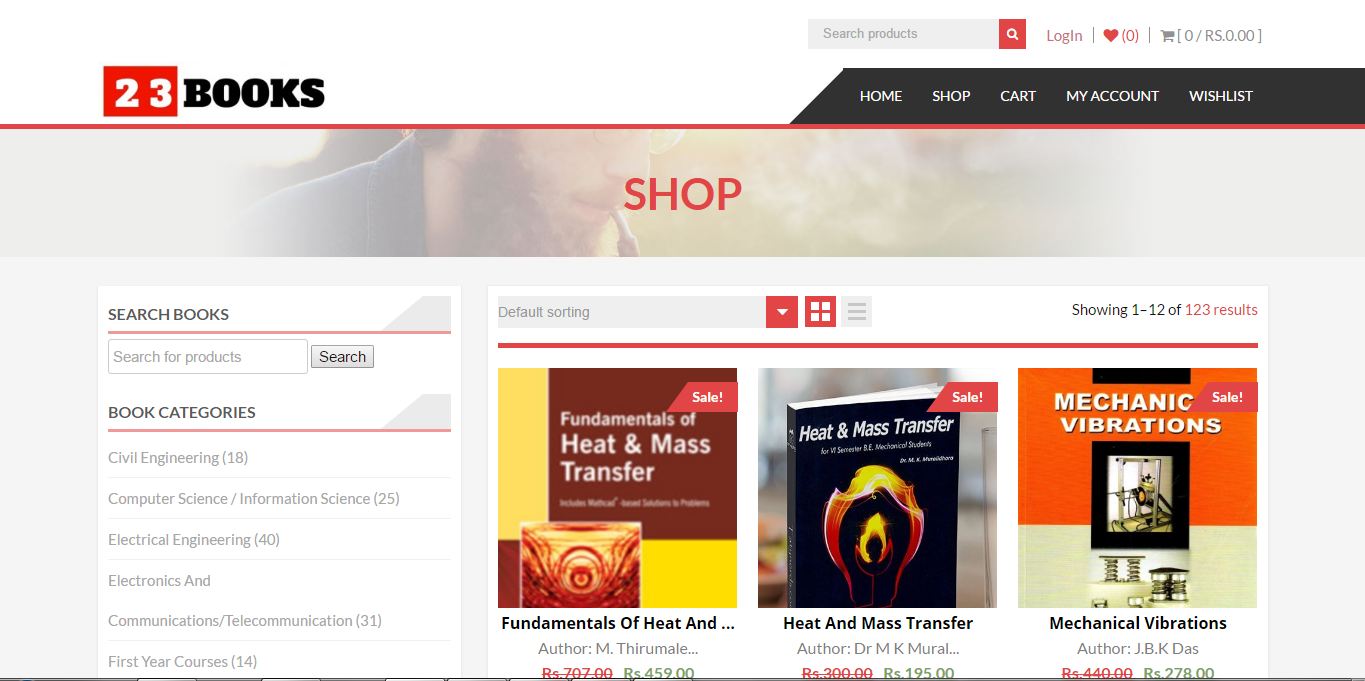 Search products
LogIn
(0)
[ 0 / RS.0.00 ]
2 3 BOOKS
HOME
SHOP
CART
MY ACCOUNT
WISHLIST
SHOP
SEARCH BOOKS
Search for products
Search
BOOK CATEGORIES
Civil Engineering (18)
Computer Science / Information Science (25)
Electrical Engineering (40)
Electronics And
Communications/Telecommunication (31)
First Year Courses (14)
Default sorting
Showing 1–12 of 123 results
Sale!
Fundamentals of
Heat & Mass
Transfer
Includes Mathcad®-based Solutions to Problems
Fundamentals Of Heat And ...
Author: M. Thirumale...
Rs.707.00 Rs.459.00
Sale!
Heat & Mass Transfer
for VI Semester B.E. Mechanical Students
Dr. M. K. Muralidhara
Heat And Mass Transfer
Author: Dr M K Mural...
Rs.300.00 Rs.195.00
Sale!
MECHANIC
VIBRATIONS
Mechanical Vibrations
Author: J.B.K Das
Rs.440.00 Rs.278.00